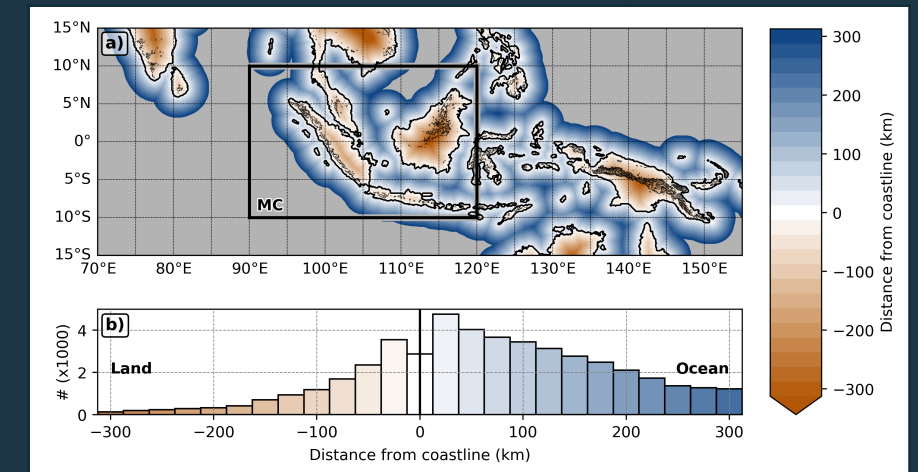 15°N
a)
10°N
5°N
0°
5°S
10°S
15°S
MC
70°E 80°E 90°E 100°E 110°E 120°E 130°E 140°E 150°E
300
200
100
0
−100
−200
−300
Distance from coastline (km)
b)
Land
Ocean
4
2
0
# (x1000)
−300 −200 −100 0 100 200 300
Distance from coastline (km)